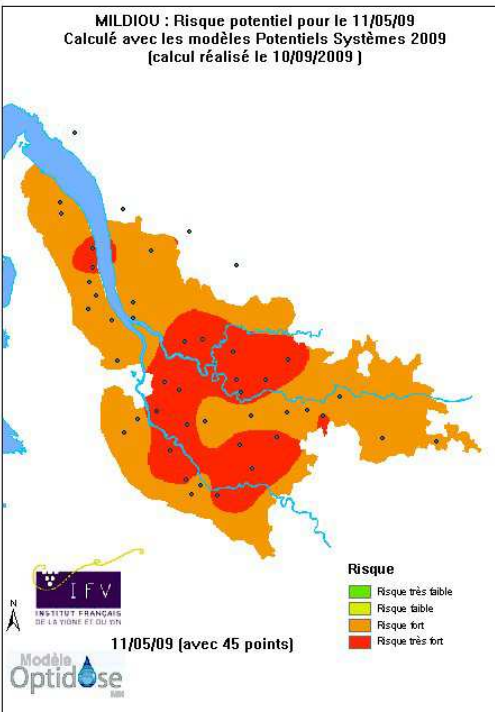 MILDIOU : Risque potentiel pour le 11/05/09
Calculé avec les modèles Potentiels Systèmes 2009
(calcul réalisé le 10/09/2009 )
Risque
Risque très faible
Risque faible
Risque fort
Risque très fort
IFV
INSTITUT FRANÇAIS
DE LA VIGNE ET DU VIN
N
11/05/09 (avec 45 points)
Modèle
Optidose